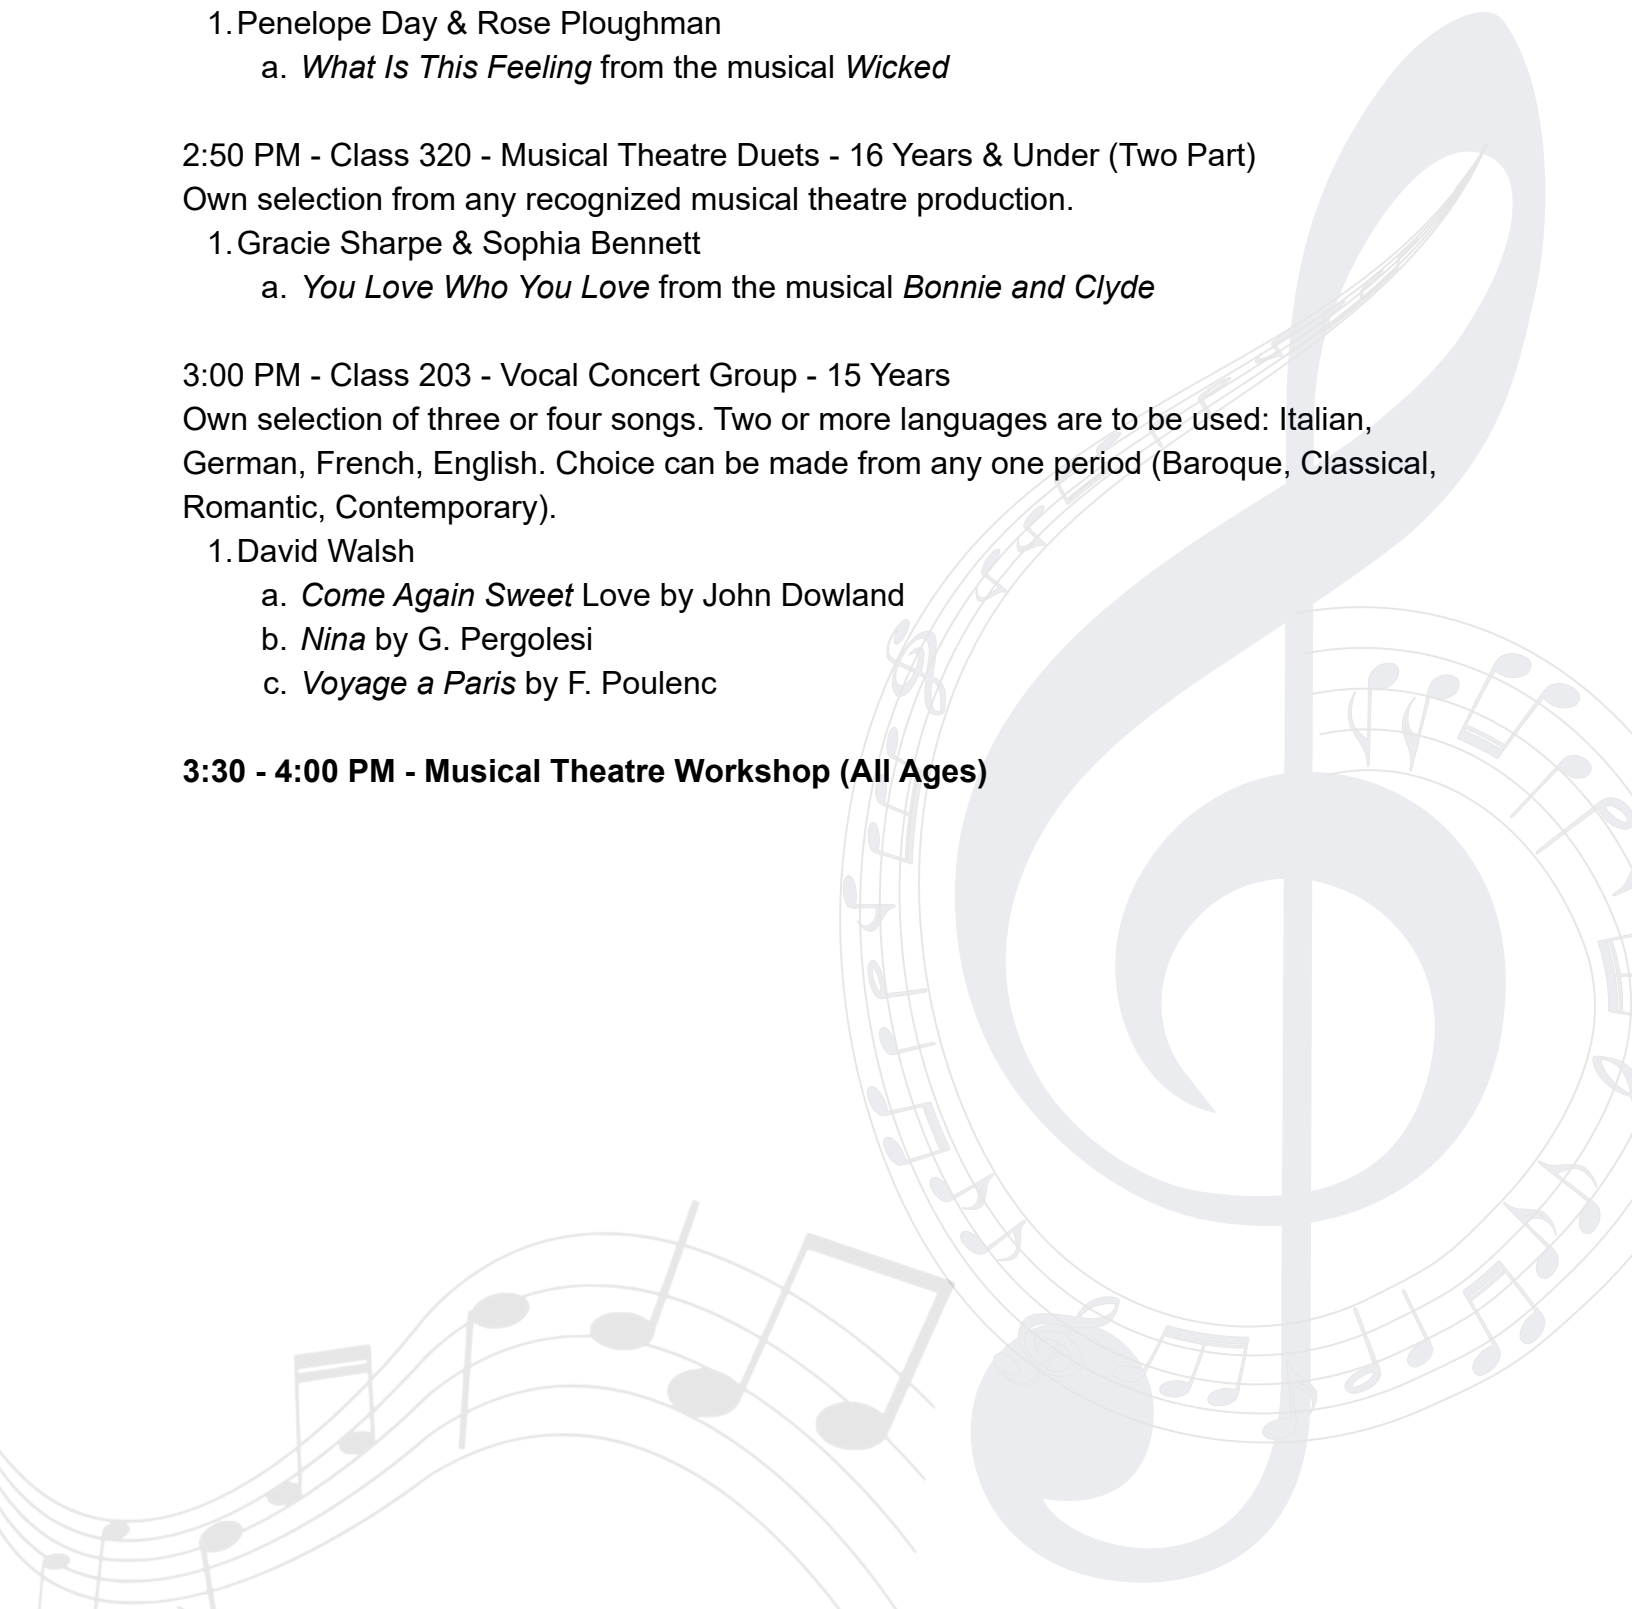 1. Penelope Day & Rose Ploughman
a. What Is This Feeling from the musical Wicked
2:50 PM - Class 320 - Musical Theatre Duets - 16 Years & Under (Two Part)
Own selection from any recognized musical theatre production.
1. Gracie Sharpe & Sophia Bennett
a. You Love Who You Love from the musical Bonnie and Clyde
3:00 PM - Class 203 - Vocal Concert Group - 15 Years
Own selection of three or four songs. Two or more languages are to be used: Italian,
German, French, English. Choice can be made from any one period (Baroque, Classical,
Romantic, Contemporary).
1. David Walsh
a. Come Again Sweet Love by John Dowland
b. Nina by G. Pergolesi
c. Voyage a Paris by F. Poulenc
3:30 - 4:00 PM - Musical Theatre Workshop (All Ages)